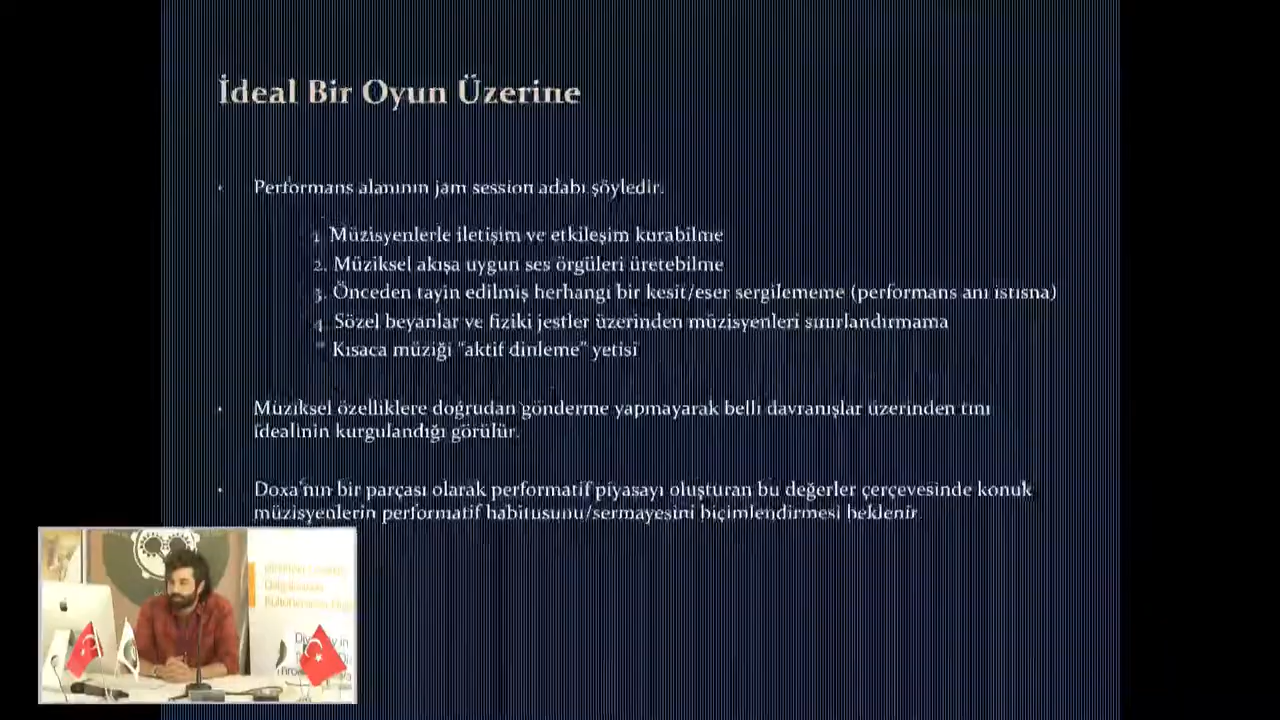 İdeal Bir Oyun Üzerine
• Performans alanının jam session adabı şöyledir.
1. Müzisyenlerle iletişim ve etkileşim kurabilme
2. Müziksel akışa uygun ses örgüleri üretebilme
3. Önceden tayin edilmiş herhangi bir kesit/eser sergilememe (performans anı istisna)
4. Sözel beyanlar ve fiziki jestler üzerinden müzisyenleri sınırlandırmama
* Kısaca müziği "aktif dinleme" yetisi
• Müziksel özelliklere doğrudan gönderme yapmayarak belli davranışlar üzerinden tını
idealinin kurgulandığı görülür.
• Doxa'nın bir parçası olarak performatif piyasayı oluşturan bu değerler çerçevesinde konuk
müzisyenlerin performatif habitusunu/sermayesini biçimlendirmesi beklenir.